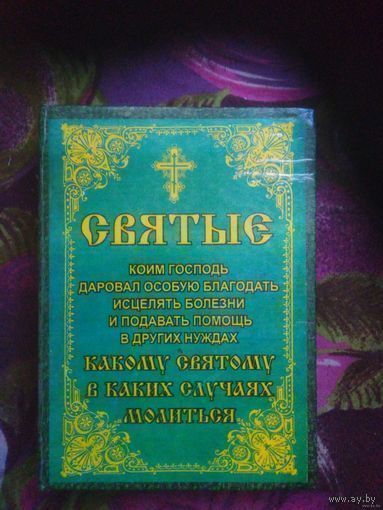 СВЯТЫЕ
КОИМ ГОСПОДЬ
ДАРОВАЛ ОСОБУЮ БЛАГОДАТЬ
ИСЦЕЛЯТЬ БОЛЕЗНИ
И ПОДАВАТЬ ПОМОЩЬ
В ДРУГИХ НУЖДАХ
КАКОМУ СВЯТОМУ
В КАКИХ СЛУЧАЯХ
МОЛИТЬСЯ
www.ay.by